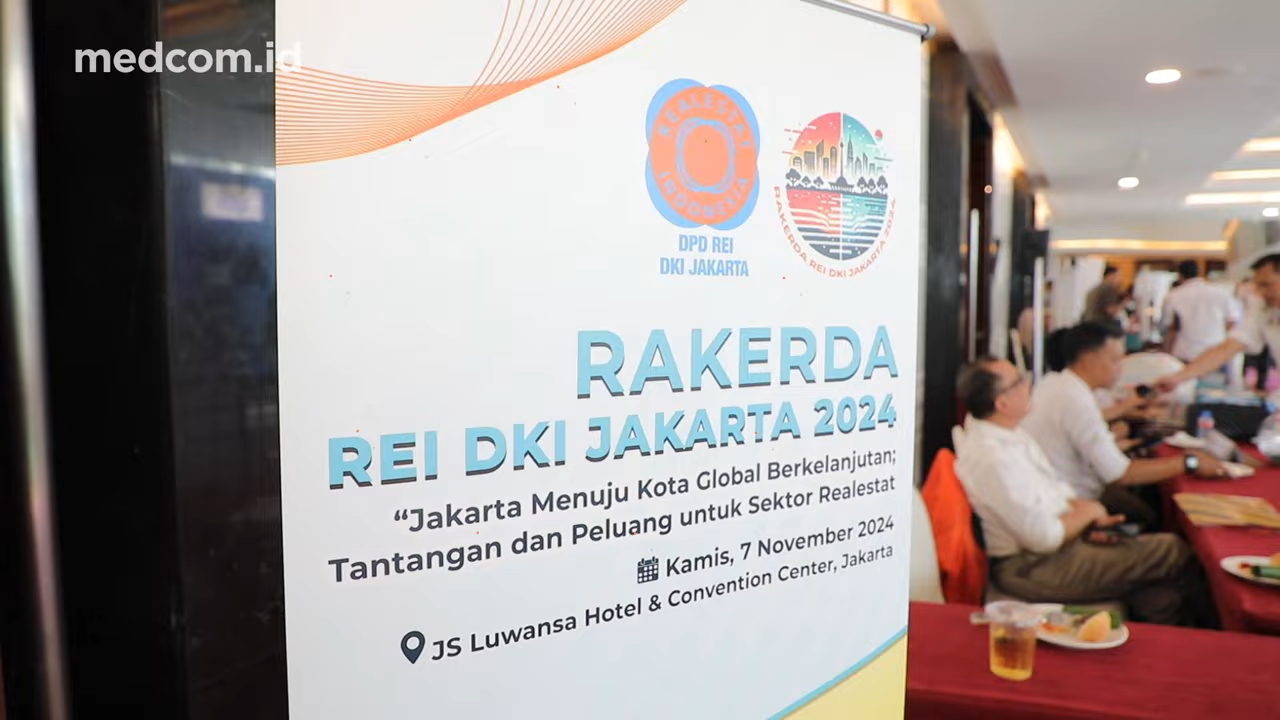 medcom.id
REALESTAT
INDONESIA
DPD REI
DKI JAKARTA
RAKERDA REI DKI JAKARTA 2024
RAKERDA
REI DKI JAKARTA 2024
“Jakarta Menuju Kota Global Berkelanjutan;
Tantangan dan Peluang untuk Sektor Realestat
Kamis, 7 November 2024
JS Luwansa Hotel & Convention Center, Jakarta